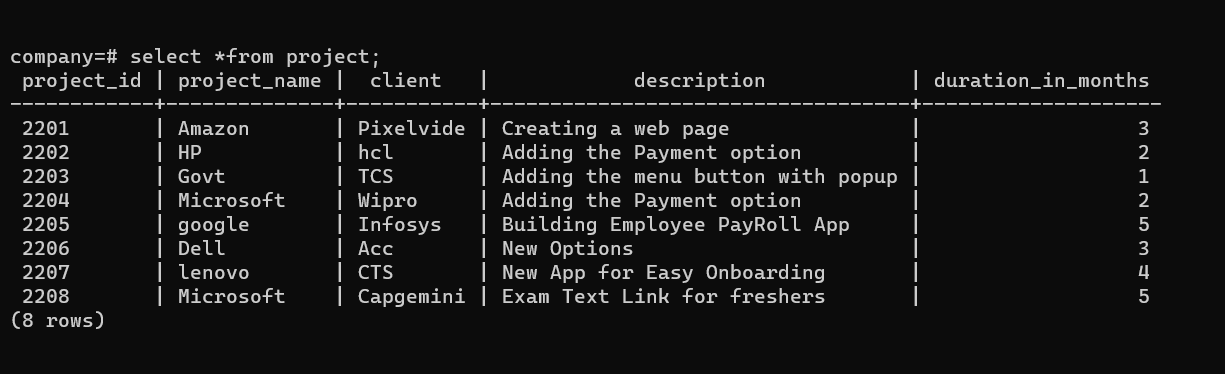 company=# select *from project;
 project_id | project_name |  client   |            description            | duration_in_months
------------+--------------+-----------+-----------------------------------+--------------------
 2201       | Amazon       | Pixelvide | Creating a web page               |                  3
 2202       | HP           | hcl       | Adding the Payment option         |                  2
 2203       | Govt         | TCS       | Adding the menu button with popup |                  1
 2204       | Microsoft    | Wipro     | Adding the Payment option         |                  2
 2205       | google       | Infosys   | Building Employee PayRoll App     |                  5
 2206       | Dell         | Acc       | New Options                       |                  3
 2207       | lenovo       | CTS       | New App for Easy Onboarding       |                  4
 2208       | Microsoft    | Capgemini | Exam Text Link for freshers       |                  5
(8 rows)